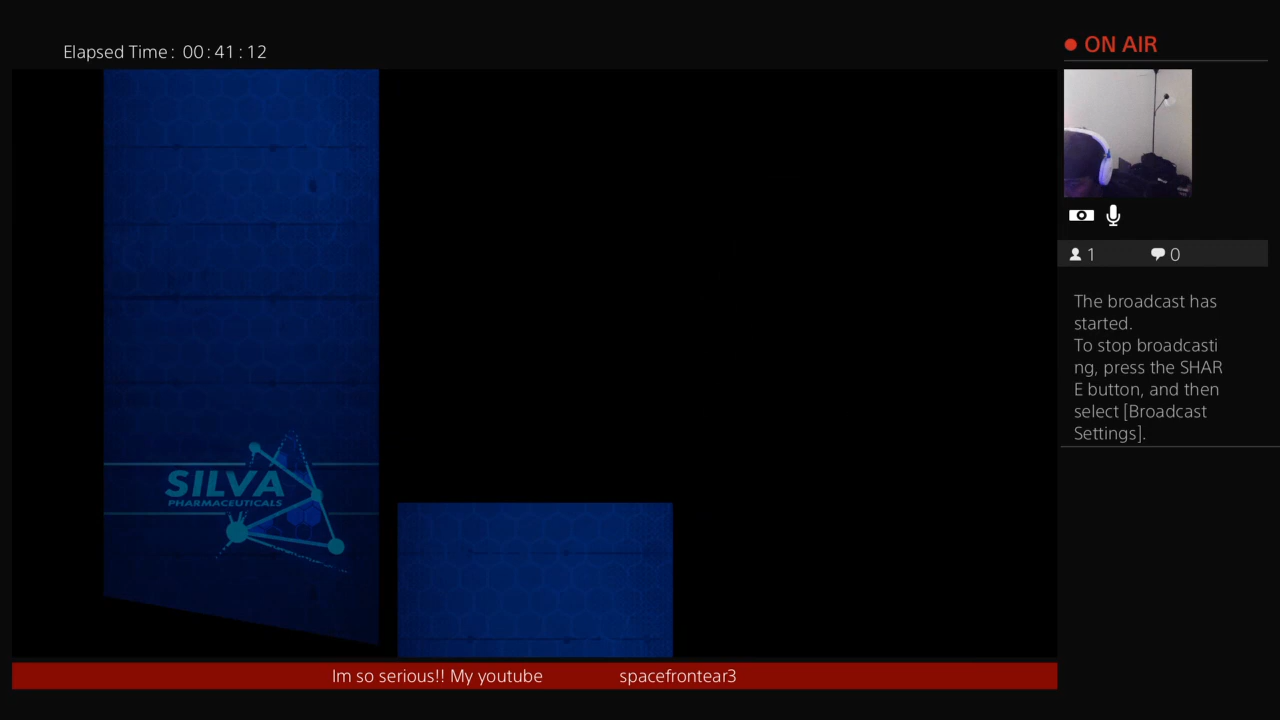 Elapsed Time: 00:41:12
ON AIR
1
0
The broadcast has
started.
To stop broadcasti
ng, press the SHAR
E button, and then
select [Broadcast
Settings].
SILVA
PHARMACEUTICALS
Im so serious!! My youtube spacefrontear3